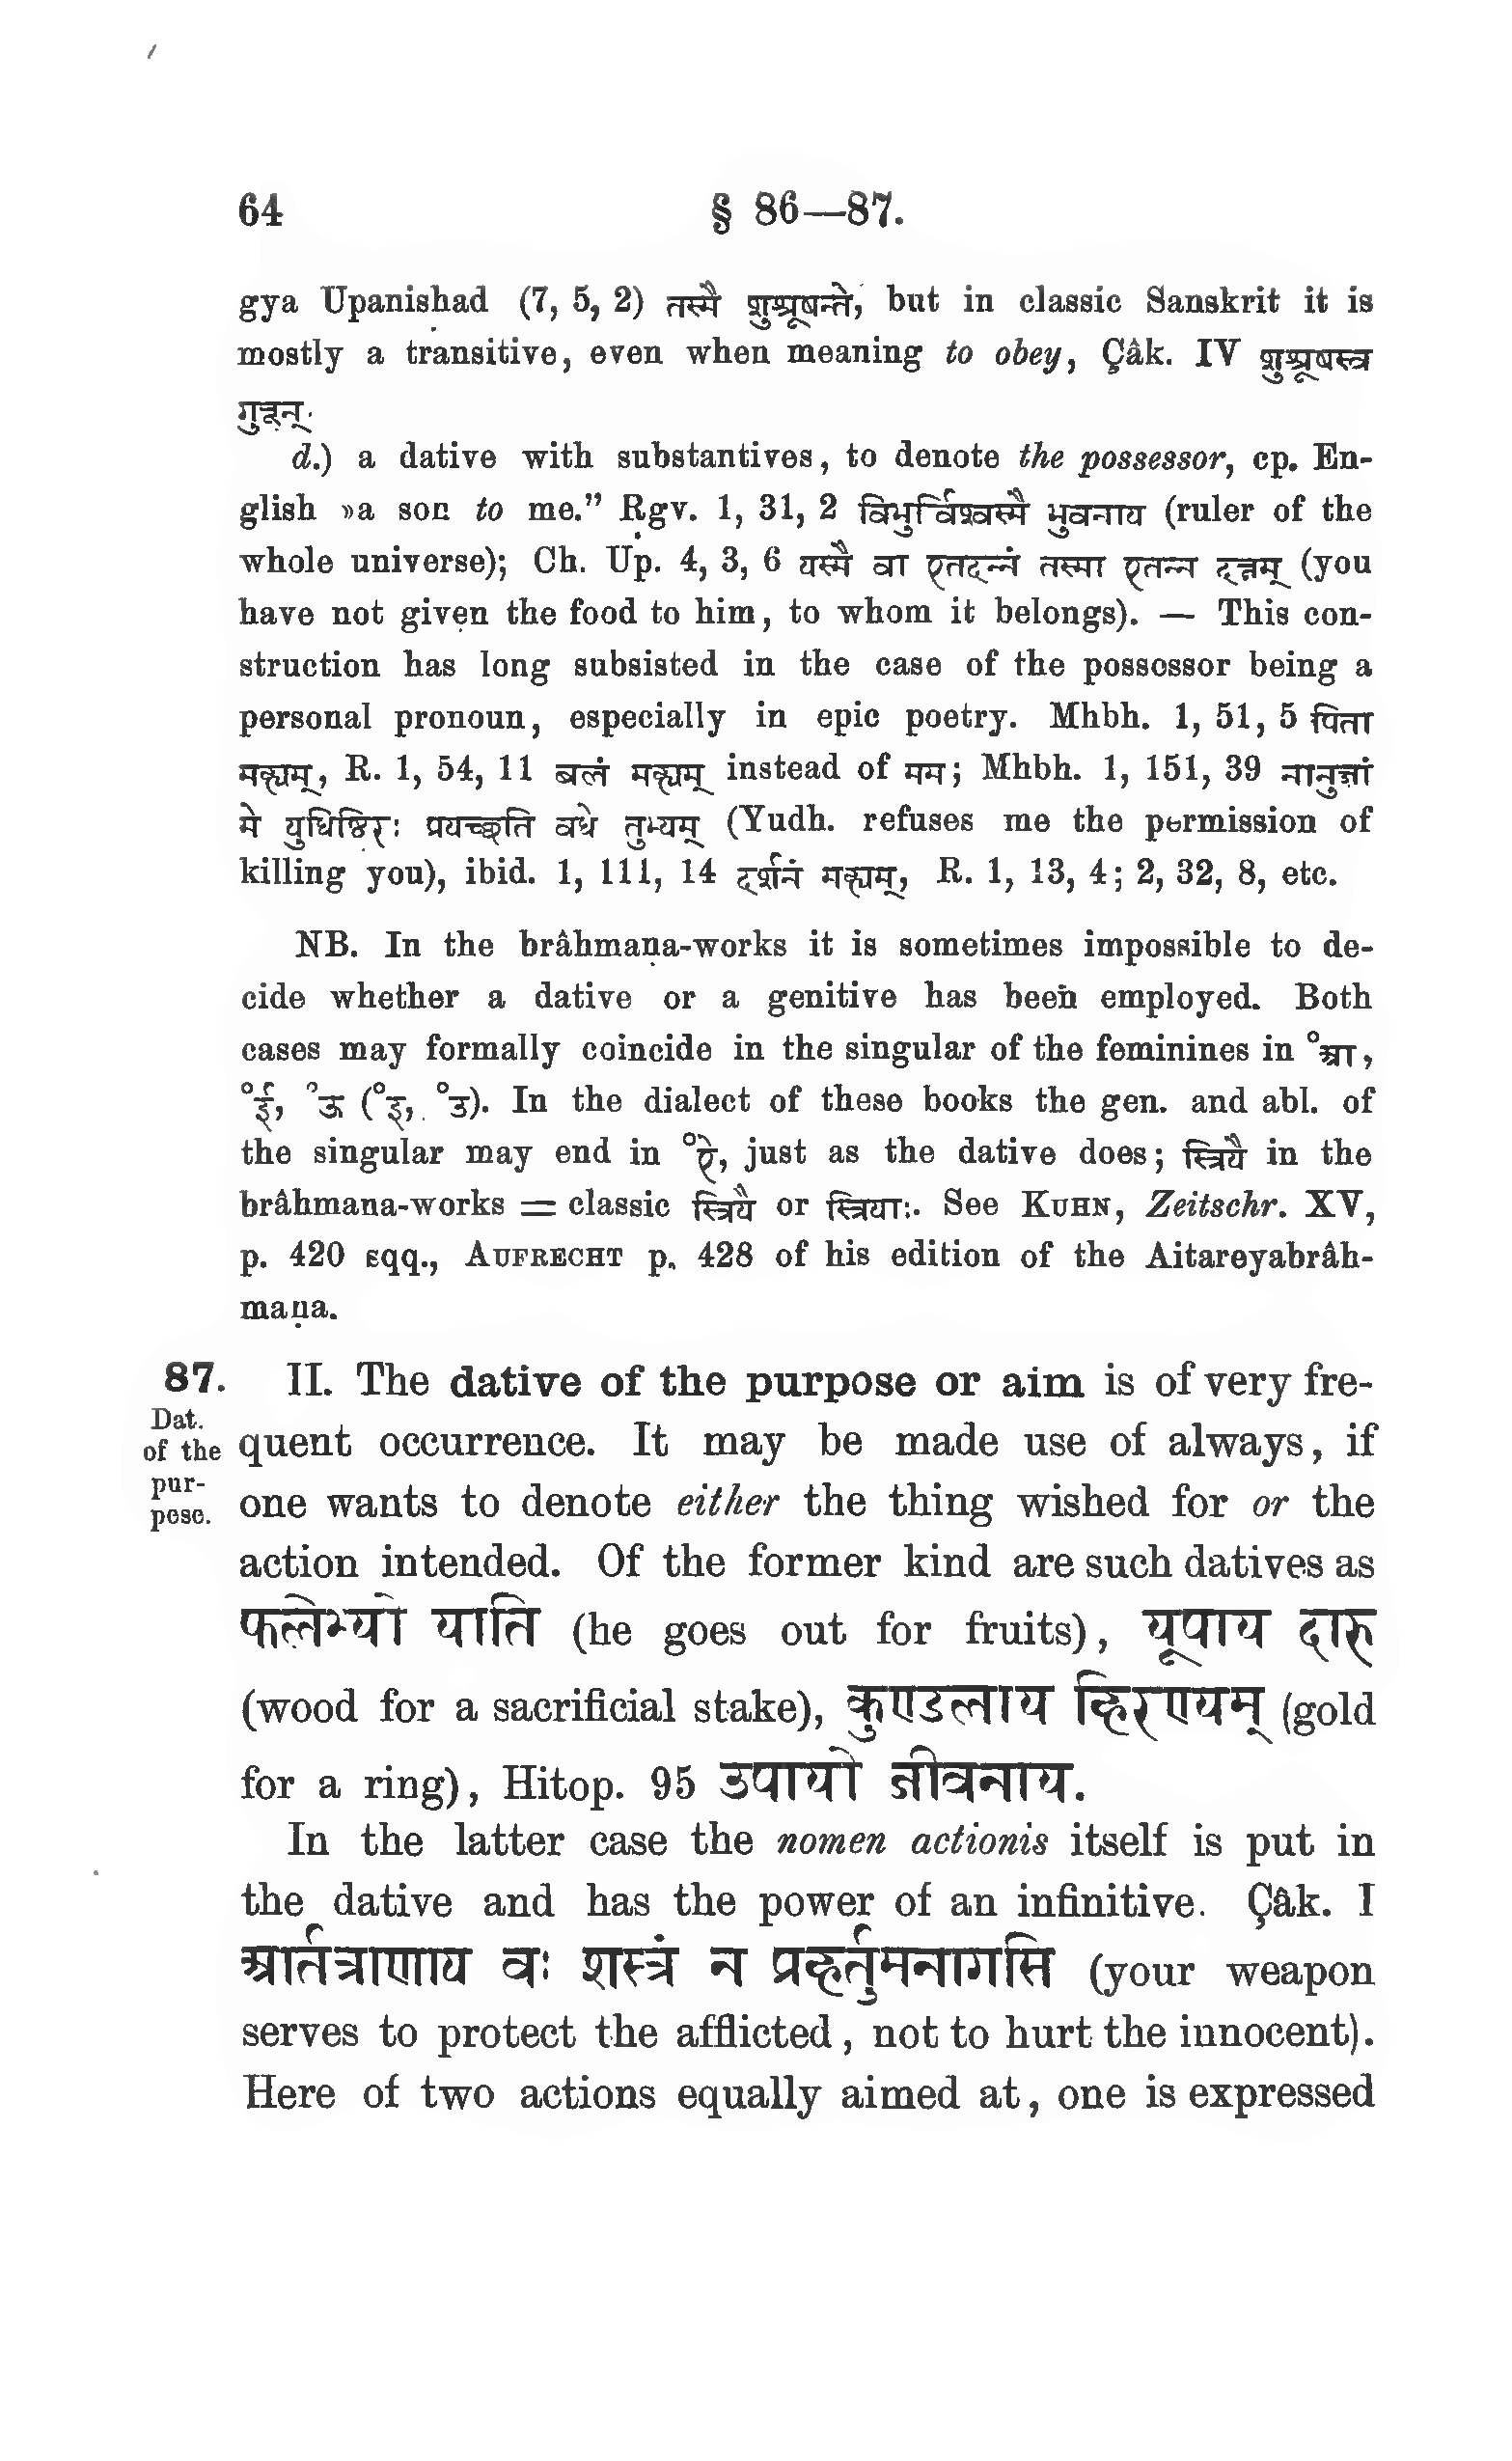 64 § 86—87.
gya Upanishad (7, 5, 2) तस्मै शुश्रूषन्ते, but in classic Sanskrit it is
mostly a transitive, even when meaning to obey, Çâk. IV शुश्रूषस्व
गुरून्.
d.) a dative with substantives, to denote the possessor, cp. En-
glish »a son to me.” Ṛgv. 1, 31, 2 विभुर्विश्वस्मै भुवनाय (ruler of the
whole universe); Ch. Up. 4, 3, 6 यस्मै वा एतदन्नं तस्मा एतन्न दत्तम् (you
have not given the food to him, to whom it belongs). — This con-
struction has long subsisted in the case of the possessor being a
personal pronoun, especially in epic poetry. Mhbh. 1, 51, 5 पिता
मह्यम्, R. 1, 54, 11 बलं मह्यम् instead of मम; Mhbh. 1, 151, 39 नानुज्ञां
मे युधिष्ठिरः प्रयच्छति वधे तुभ्यम् (Yudh. refuses me the permission of
killing you), ibid. 1, 111, 14 दर्शनं मह्यम्, R. 1, 13, 4; 2, 32, 8, etc.
NB. In the brâhmaṇa-works it is sometimes impossible to de-
cide whether a dative or a genitive has been employed. Both
cases may formally coincide in the singular of the feminines in °आ,
°ई, °ऊ (°इ, °उ). In the dialect of these books the gen. and abl. of
the singular may end in °ऐ, just as the dative does; स्त्रियै in the
brâhmana-works = classic स्त्रियै or स्त्रियाः. See Kuhn, Zeitschr. XV,
p. 420 sqq., Aufrecht p. 428 of his edition of the Aitareyabrâh-
maṇa.
87. II. The dative of the purpose or aim is of very fre-
Dat.
of the quent occurrence. It may be made use of always, if
pur-
pose. one wants to denote either the thing wished for or the
action intended. Of the former kind are such datives as
फलेभ्यो याति (he goes out for fruits), यूपाय दारु
(wood for a sacrificial stake), कुण्डलाय हिरण्यम् (gold
for a ring), Hitop. 95 उपायो जीवनाय.
In the latter case the nomen actionis itself is put in
the dative and has the power of an infinitive. Çâk. I
आर्तत्राणाय वः शस्त्रं न प्रहर्तुमनागसि (your weapon
serves to protect the afflicted, not to hurt the innocent).
Here of two actions equally aimed at, one is expressed